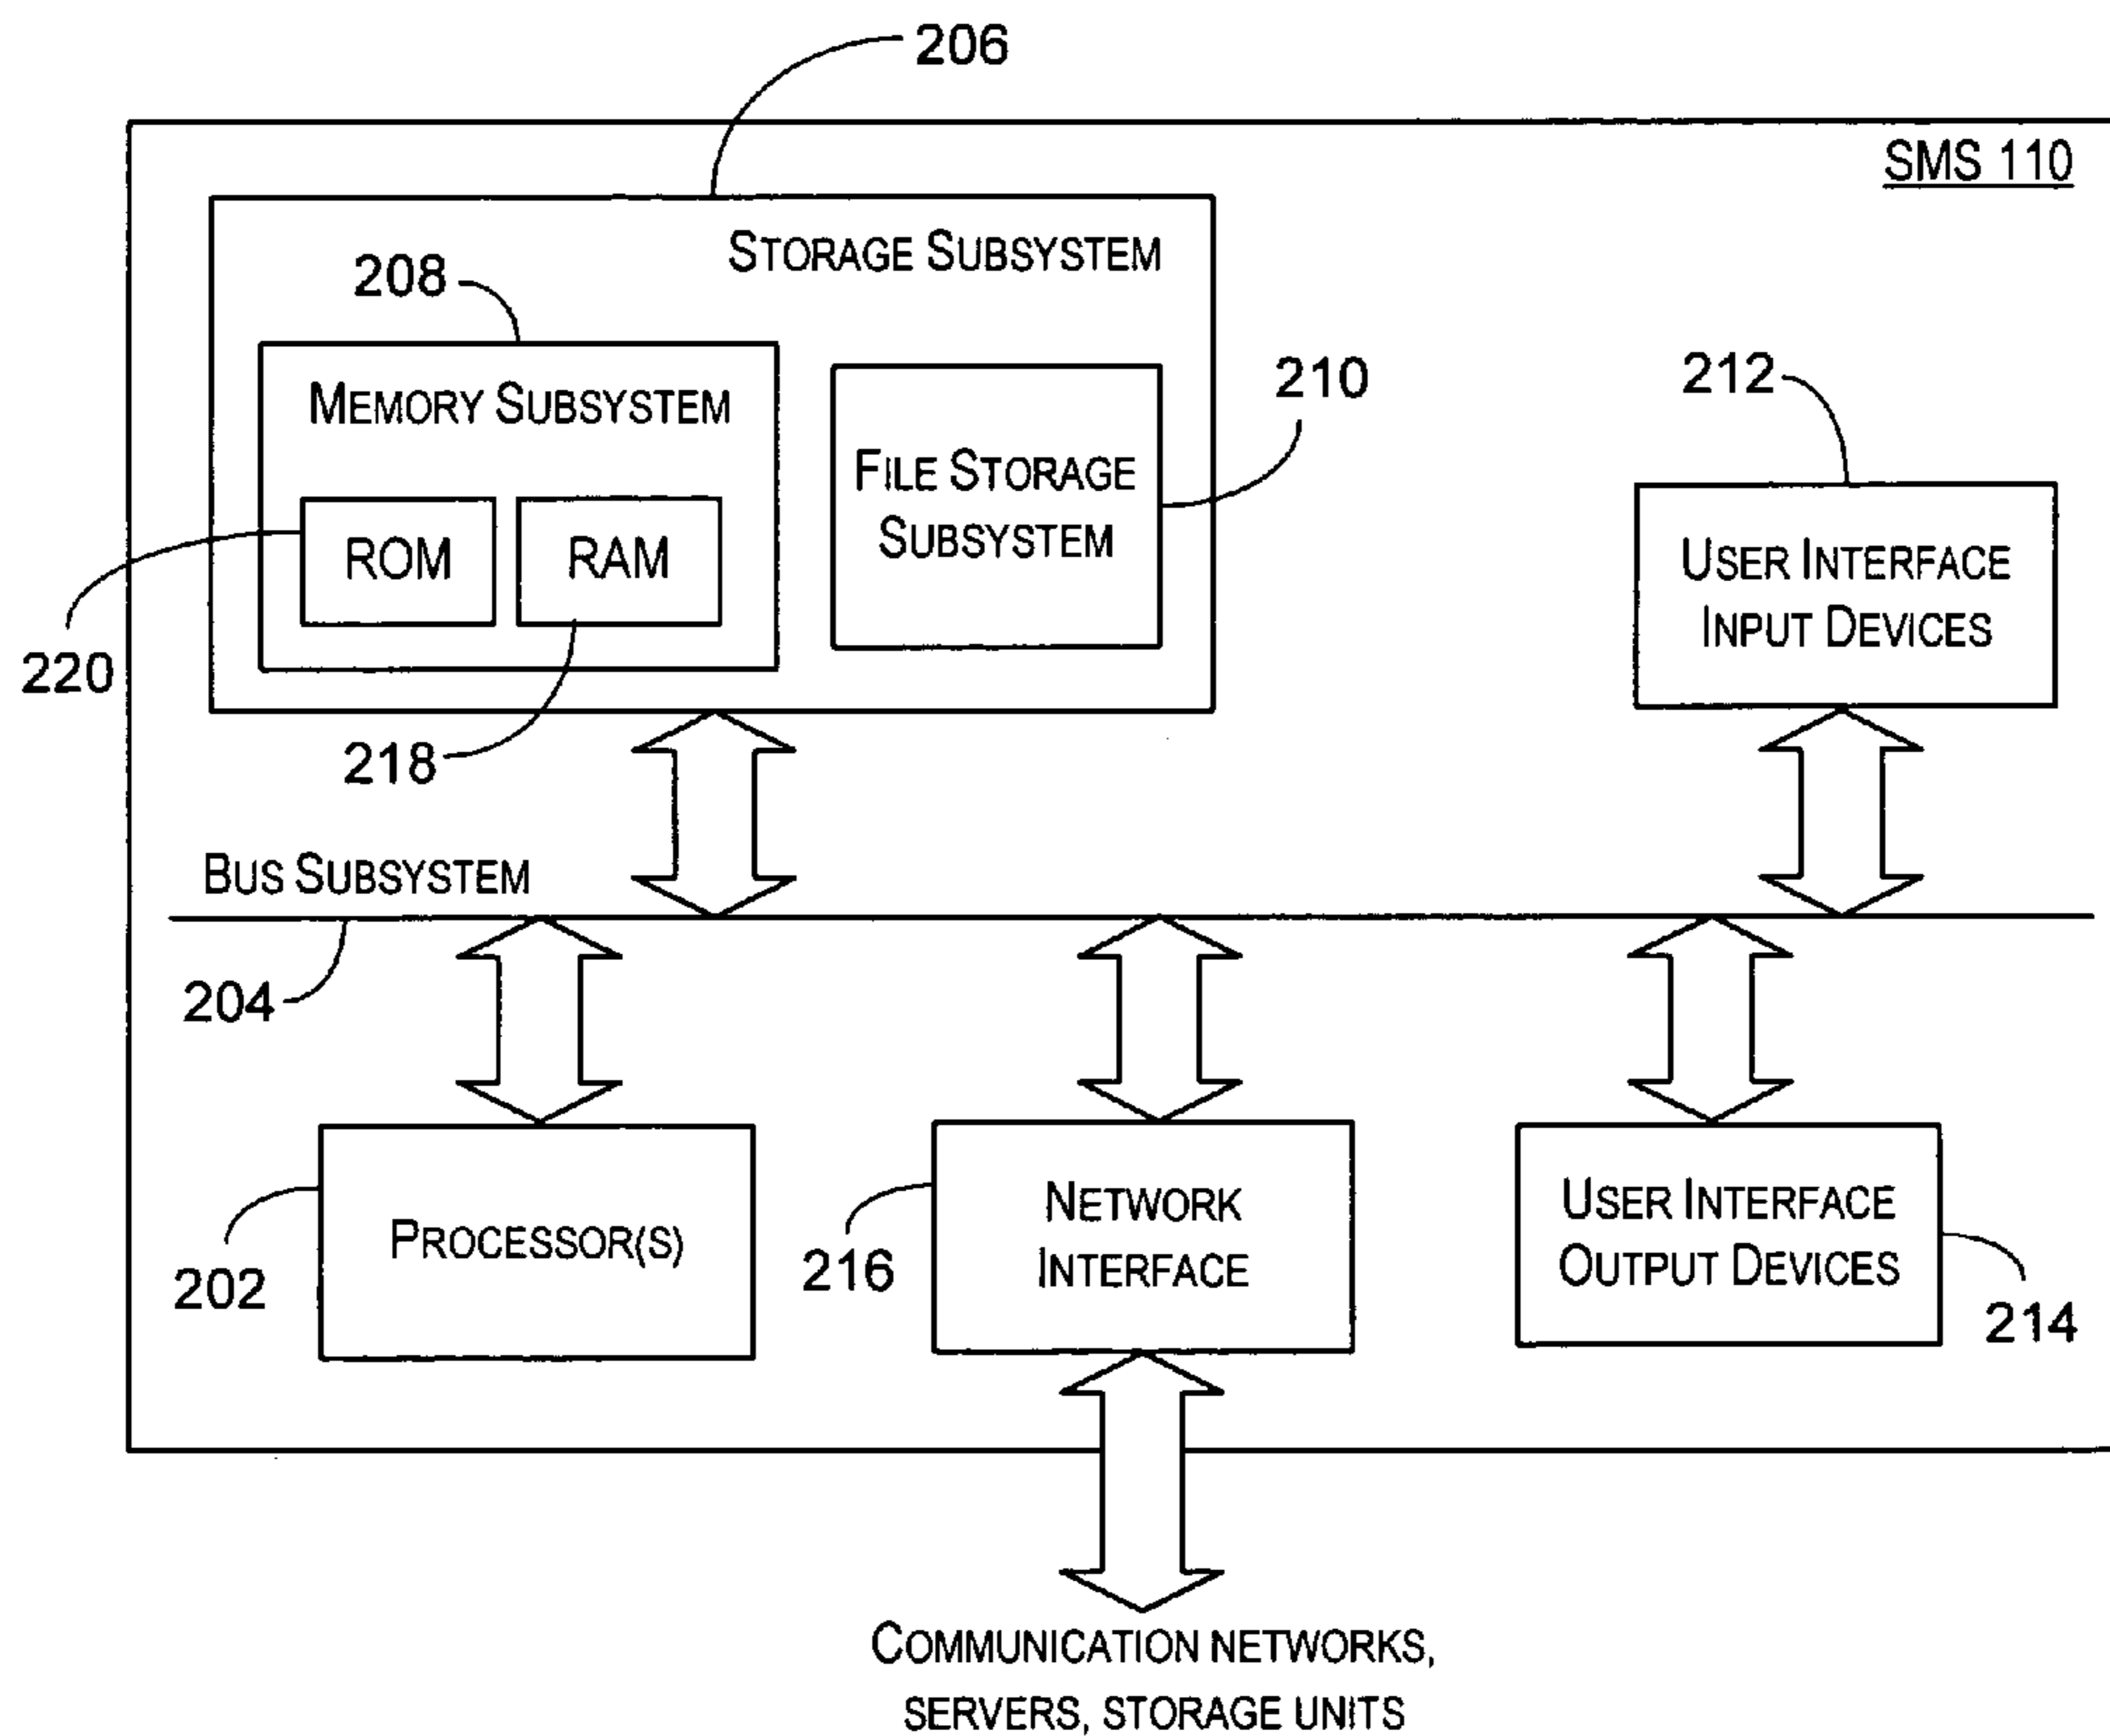 206
SMS 110
STORAGE SUBSYSTEM
208
MEMORY SUBSYSTEM
210
212
FILE STORAGE
SUBSYSTEM
ROM
RAM
USER INTERFACE
INPUT DEVICES
220
218
BUS SUBSYSTEM
204
PROCESSOR(S)
202
NETWORK
INTERFACE
216
USER INTERFACE
OUTPUT DEVICES
214
COMMUNICATION NETWORKS,
SERVERS, STORAGE UNITS